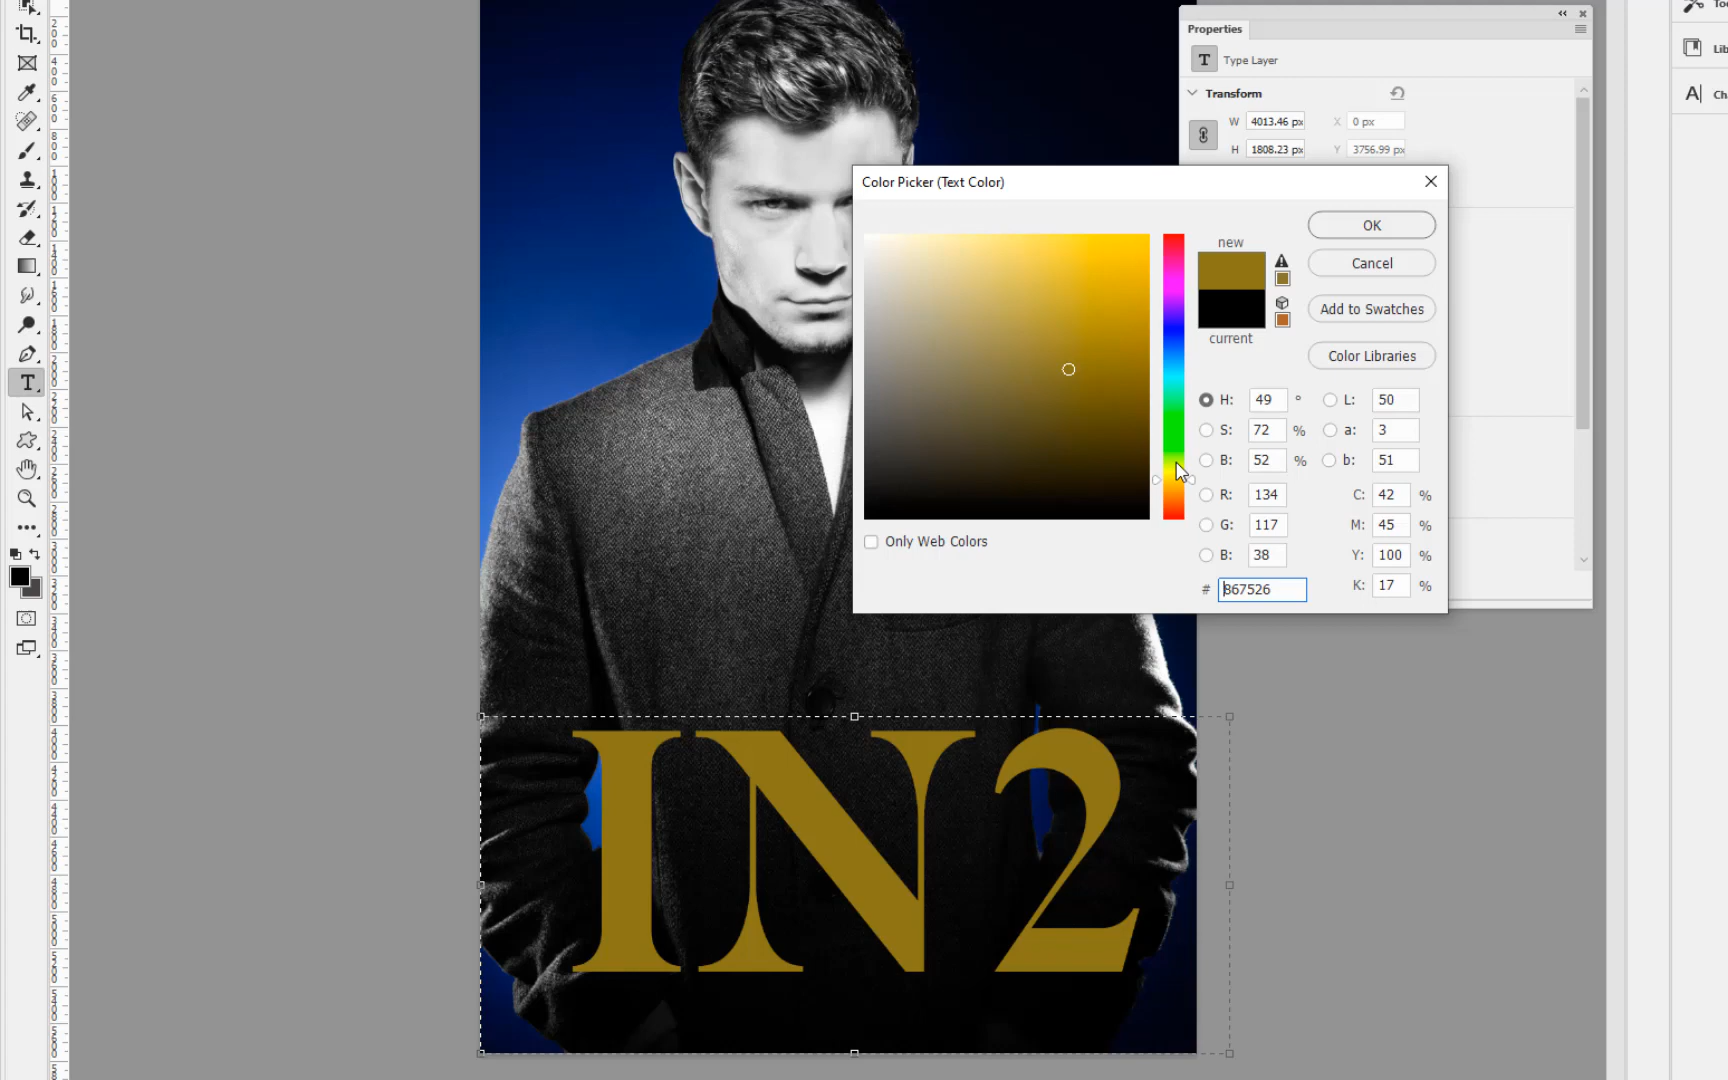 Properties
Type Layer
Transform
W 4013.46 px X 0 px
H 1808.23 px Y 3756.99 px
Color Picker (Text Color)
new
OK
Cancel
Add to Swatches
current
Color Libraries
H: 49 ° L: 50
S: 72 % a: 3
B: 52 % b: 51
R: 134 C: 42 %
G: 117 M: 45 %
B: 38 Y: 100 %
# 867526 K: 17 %
Only Web Colors
IN2